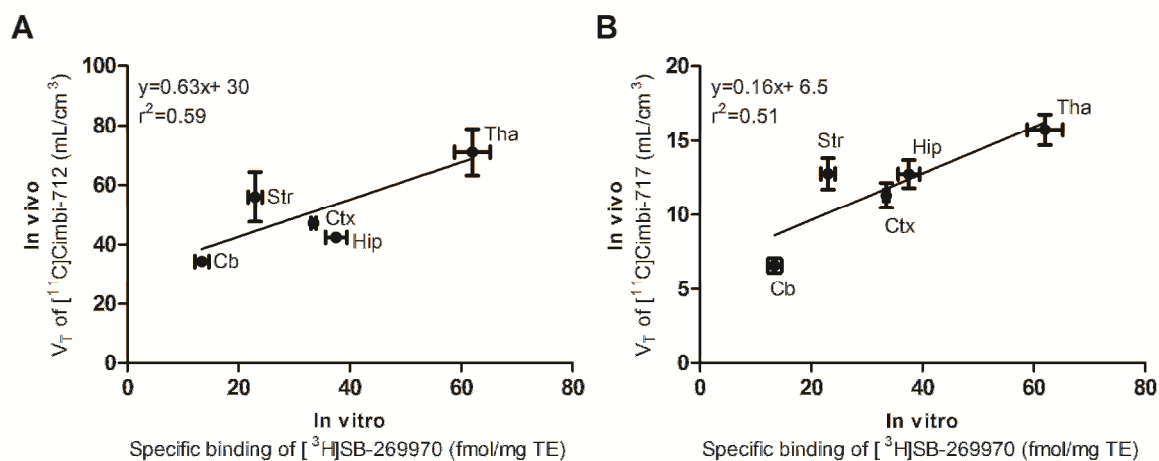 A
y=0.63x+ 30
r²=0.59
In vivo
V_T of [¹¹C]Cimbi-712 (mL/cm³)
100
80
60
40
20
0
Tha
Str
Ctx
Hip
Cb
0 20 40 60 80
In vitro
Specific binding of [³H]SB-269970 (fmol/mg TE)
B
y=0.16x+ 6.5
r²=0.51
In vivo
V_T of [¹¹C]Cimbi-717 (mL/cm³)
20
15
10
5
0
Tha
Str
Hip
Ctx
Cb
0 20 40 60 80
In vitro
Specific binding of [³H]SB-269970 (fmol/mg TE)